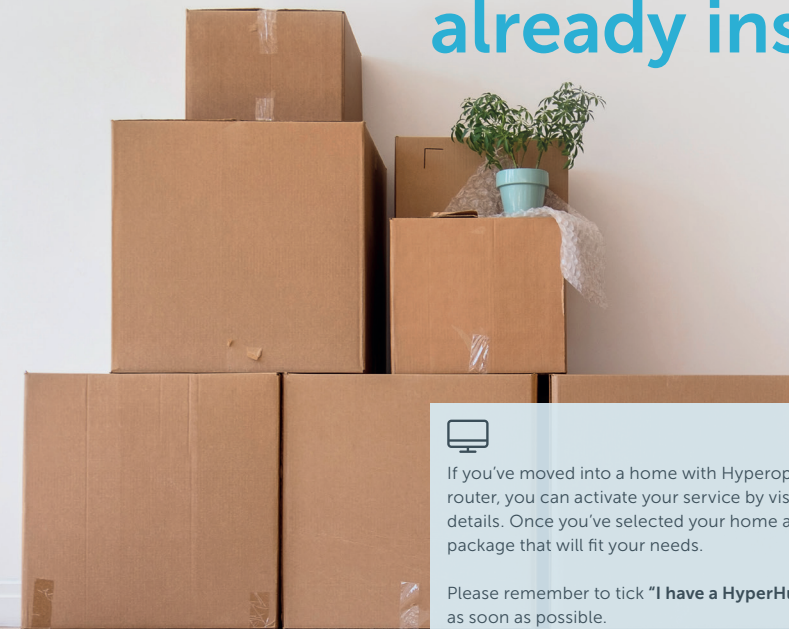 already ins
If you've moved into a home with Hyperop
router, you can activate your service by vis
details. Once you've selected your home a
package that will fit your needs.
Please remember to tick "I have a HyperHu
as soon as possible.